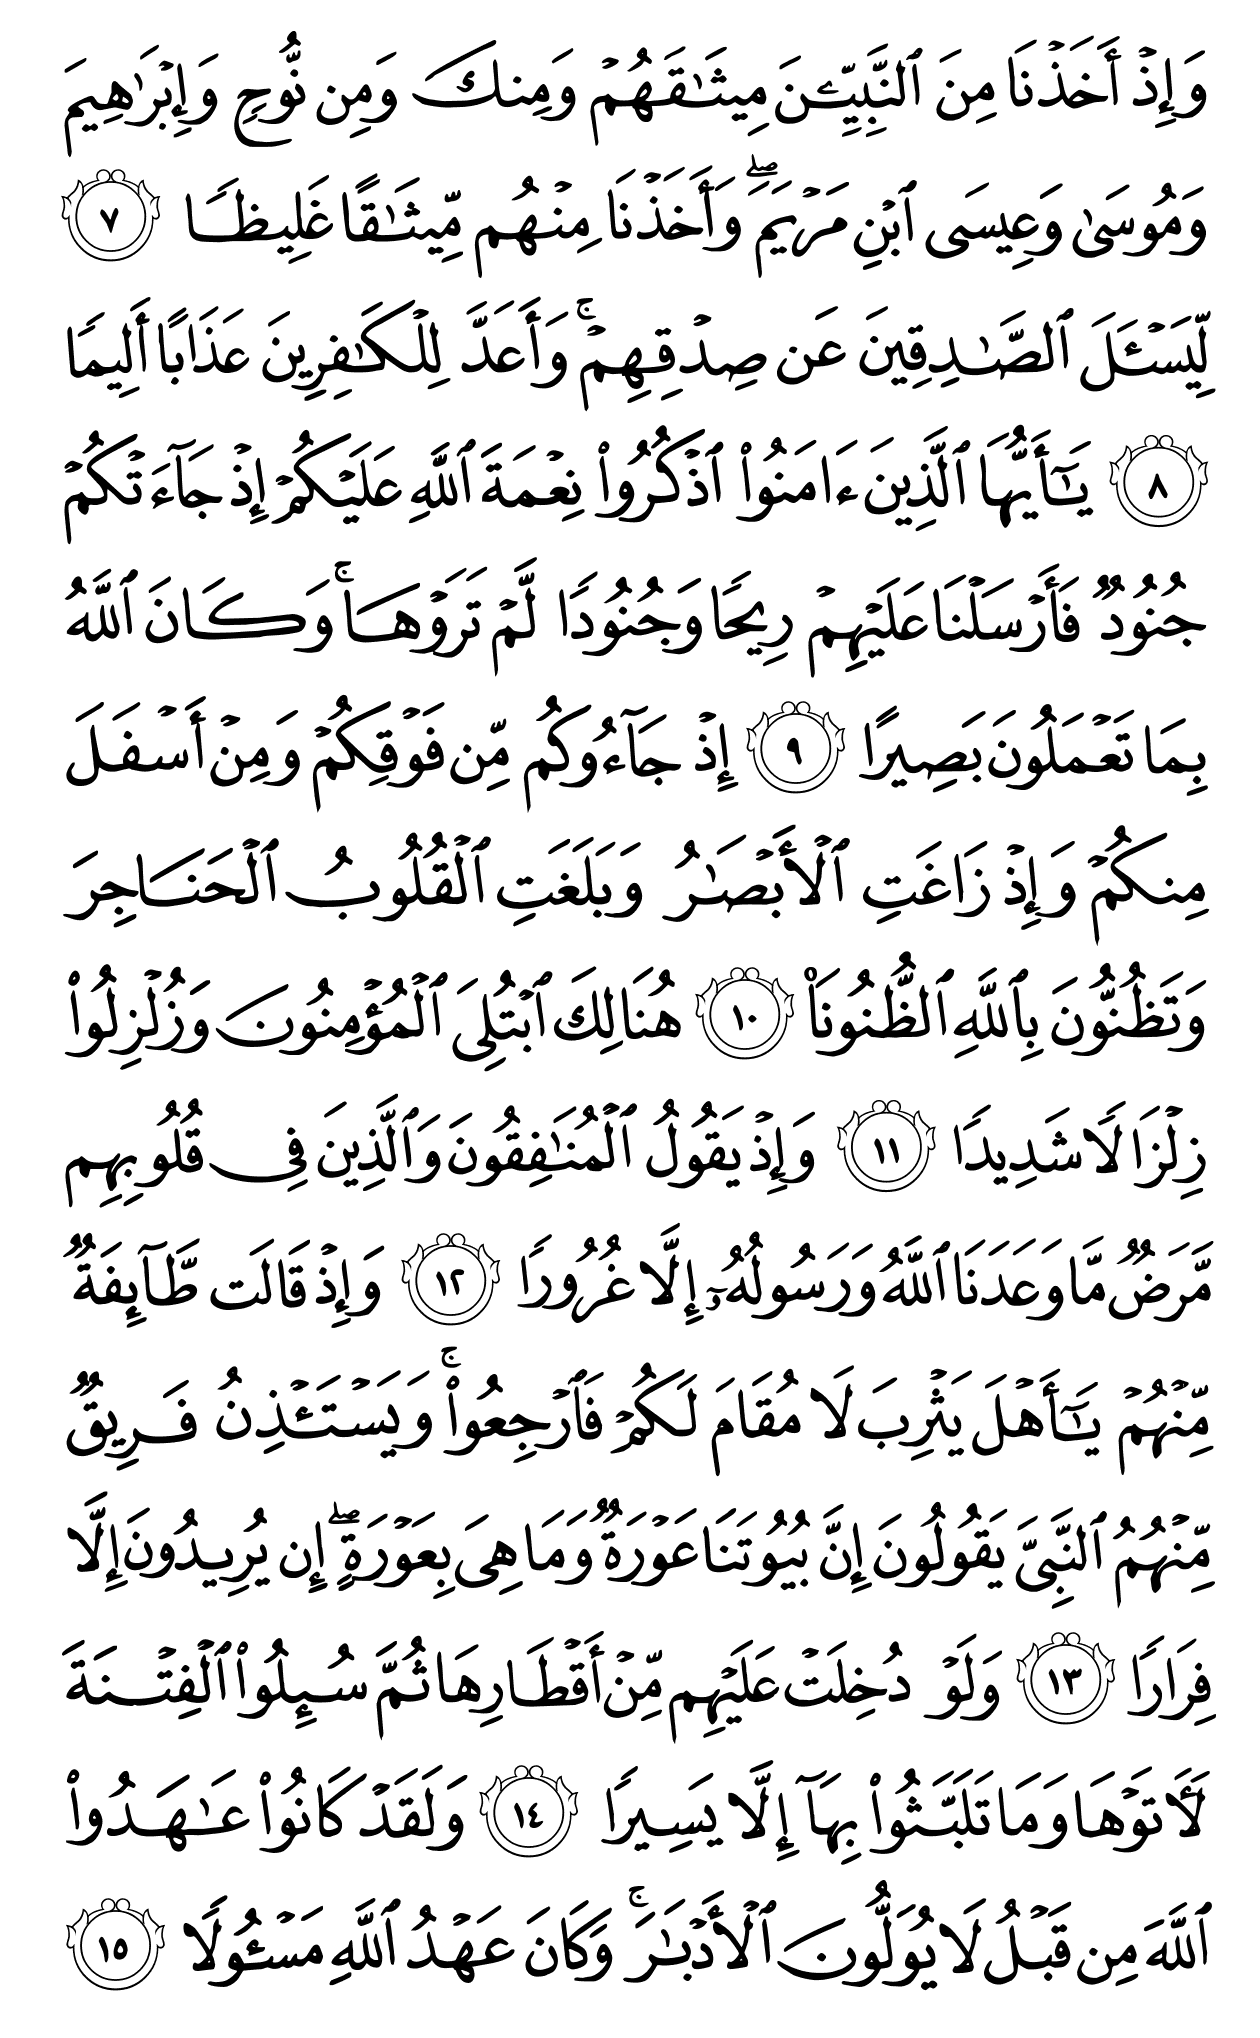 وَإِذۡ أَخَذۡنَا مِنَ ٱلنَّبِيِّـۧنَ مِيثَٰقَهُمۡ وَمِنكَ وَمِن نُّوحٖ وَإِبۡرَٰهِيمَ
وَمُوسَىٰ وَعِيسَى ٱبۡنِ مَرۡيَمَۖ وَأَخَذۡنَا مِنۡهُم مِّيثَٰقًا غَلِيظٗا ٧
لِّيَسۡـَٔلَ ٱلصَّٰدِقِينَ عَن صِدۡقِهِمۡۚ وَأَعَدَّ لِلۡكَٰفِرِينَ عَذَابًا أَلِيمٗا
٨ يَٰٓأَيُّهَا ٱلَّذِينَ ءَامَنُواْ ٱذۡكُرُواْ نِعۡمَةَ ٱللَّهِ عَلَيۡكُمۡ إِذۡ جَآءَتۡكُمۡ
جُنُودٞ فَأَرۡسَلۡنَا عَلَيۡهِمۡ رِيحٗا وَجُنُودٗا لَّمۡ تَرَوۡهَاۚ وَكَانَ ٱللَّهُ
بِمَا تَعۡمَلُونَ بَصِيرًا ٩ إِذۡ جَآءُوكُم مِّن فَوۡقِكُمۡ وَمِنۡ أَسۡفَلَ
مِنكُمۡ وَإِذۡ زَاغَتِ ٱلۡأَبۡصَٰرُ وَبَلَغَتِ ٱلۡقُلُوبُ ٱلۡحَنَاجِرَ
وَتَظُنُّونَ بِٱللَّهِ ٱلظُّنُونَا۠ ١٠ هُنَالِكَ ٱبۡتُلِيَ ٱلۡمُؤۡمِنُونَ وَزُلۡزِلُواْ
زِلۡزَالٗا شَدِيدٗا ١١ وَإِذۡ يَقُولُ ٱلۡمُنَٰفِقُونَ وَٱلَّذِينَ فِي قُلُوبِهِم
مَّرَضٞ مَّا وَعَدَنَا ٱللَّهُ وَرَسُولُهُۥٓ إِلَّا غُرُورٗا ١٢ وَإِذۡ قَالَت طَّآئِفَةٞ
مِّنۡهُمۡ يَٰٓأَهۡلَ يَثۡرِبَ لَا مُقَامَ لَكُمۡ فَٱرۡجِعُواْۚ وَيَسۡتَـٔۡذِنُ فَرِيقٞ
مِّنۡهُمُ ٱلنَّبِيَّ يَقُولُونَ إِنَّ بُيُوتَنَا عَوۡرَةٞ وَمَا هِيَ بِعَوۡرَةٍۖ إِن يُرِيدُونَ إِلَّا
فِرَارٗا ١٣ وَلَوۡ دُخِلَتۡ عَلَيۡهِم مِّنۡ أَقۡطَارِهَا ثُمَّ سُئِلُواْ ٱلۡفِتۡنَةَ
لَأٓتَوۡهَا وَمَا تَلَبَّثُواْ بِهَآ إِلَّا يَسِيرٗا ١٤ وَلَقَدۡ كَانُواْ عَٰهَدُواْ
ٱللَّهَ مِن قَبۡلُ لَا يُوَلُّونَ ٱلۡأَدۡبَٰرَۚ وَكَانَ عَهۡدُ ٱللَّهِ مَسۡـُٔولٗا ١٥